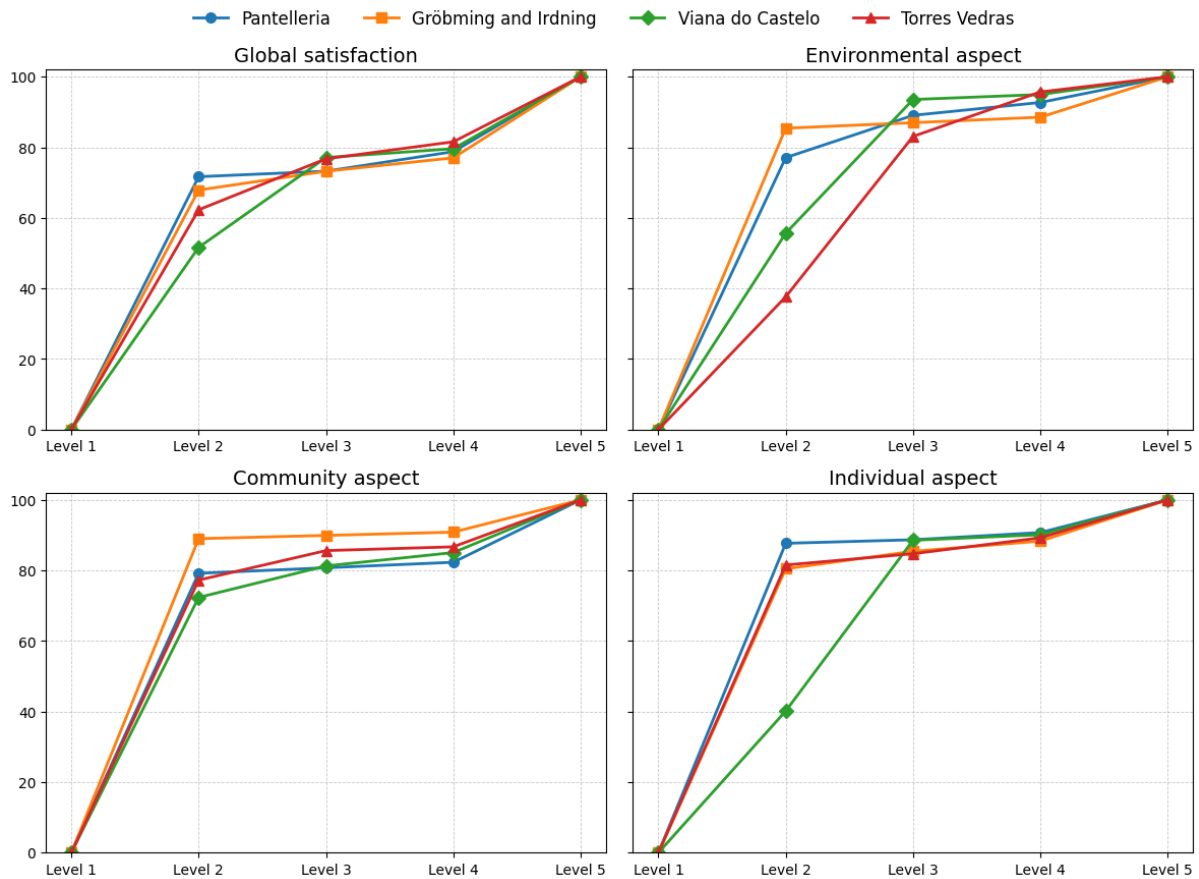 Pantelleria Gröbming and Irdning Viana do Castelo Torres Vedras
Global satisfaction
100
80
60
40
20
0
Level 1 Level 2 Level 3 Level 4 Level 5
Environmental aspect
Level 1 Level 2 Level 3 Level 4 Level 5
Community aspect
100
80
60
40
20
0
Level 1 Level 2 Level 3 Level 4 Level 5
Individual aspect
Level 1 Level 2 Level 3 Level 4 Level 5